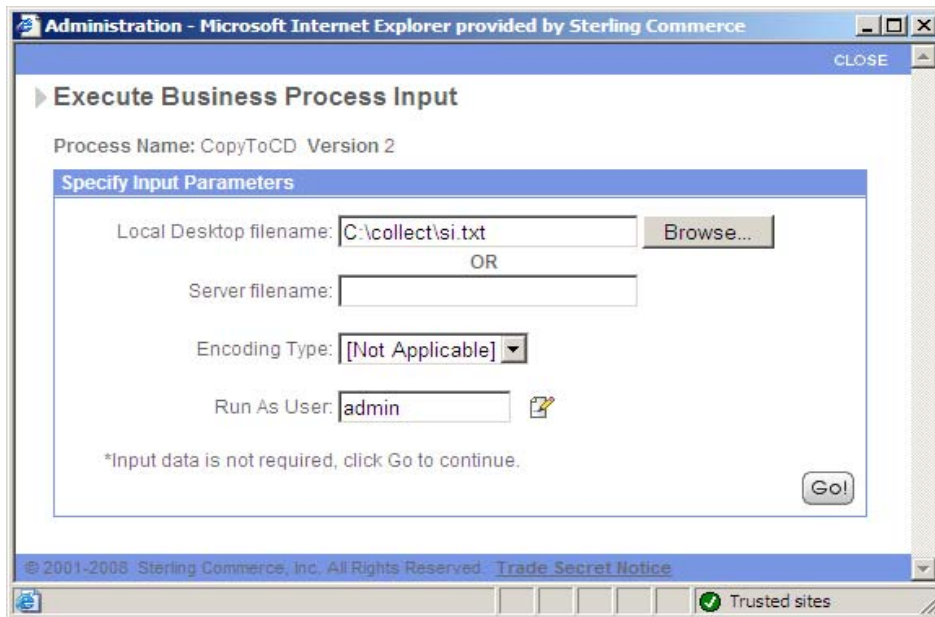 Administration - Microsoft Internet Explorer provided by Sterling Commerce
CLOSE
Execute Business Process Input
Process Name: CopyToCD Version 2
Specify Input Parameters
Local Desktop filename: C:\collect\si.txt Browse...
OR
Server filename:
Encoding Type: [Not Applicable]
Run As User: admin
*Input data is not required, click Go to continue.
Go!
© 2001-2008 Sterling Commerce, Inc. All Rights Reserved. Trade Secret Notice
Trusted sites